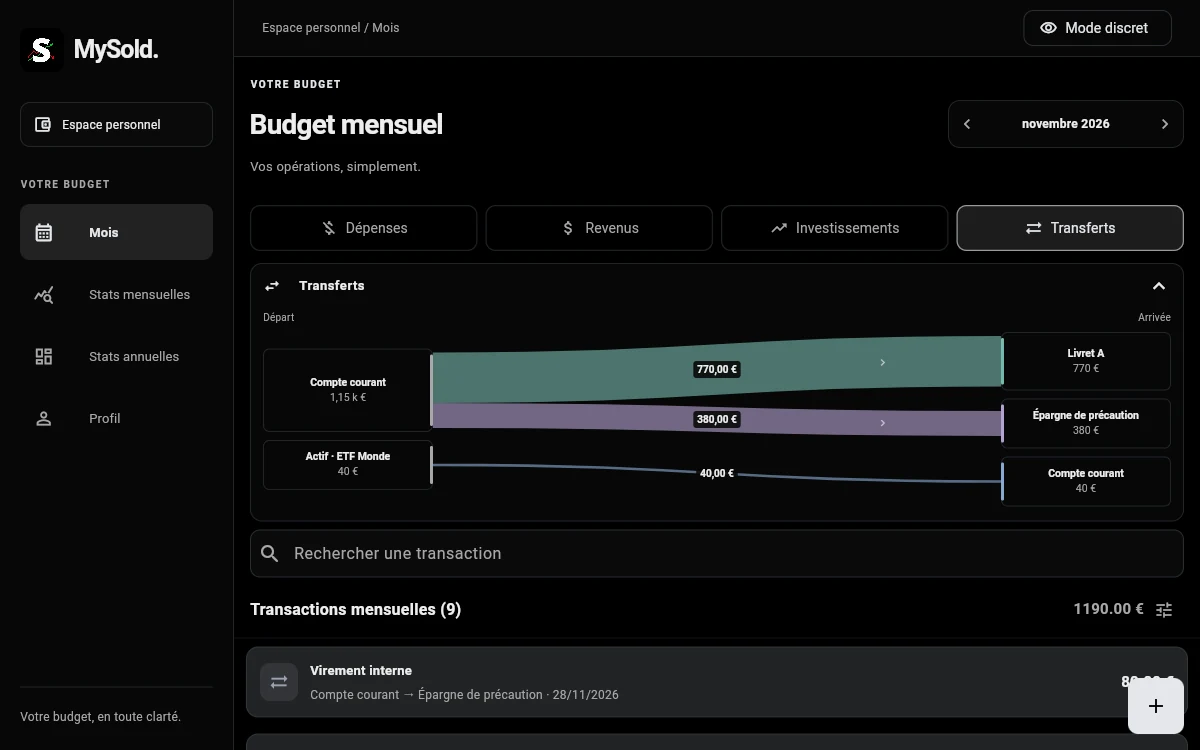 MySold.
Espace personnel
VOTRE BUDGET
Mois
Stats mensuelles
Stats annuelles
Profil
Votre budget, en toute clarté.
Espace personnel / Mois
Mode discret
VOTRE BUDGET
Budget mensuel
novembre 2026
Vos opérations, simplement.
Dépenses
Revenus
Investissements
Transferts
Transferts
Départ
Arrivée
Compte courant
1,15 k €
Actif · ETF Monde
40 €
770,00 €
380,00 €
40,00 €
Livret A
770 €
Épargne de précaution
380 €
Compte courant
40 €
Rechercher une transaction
Transactions mensuelles (9)
1190.00 €
Virement interne
Compte courant → Épargne de précaution · 28/11/2026